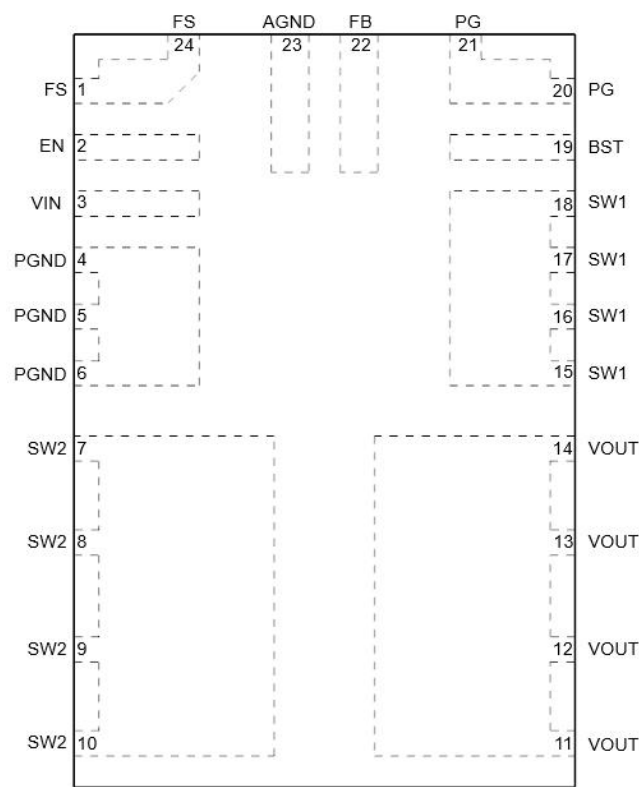 FS AGND FB PG
24 23 22 21
FS 1 20 PG
EN 2 19 BST
VIN 3 18 SW1
PGND 4 17 SW1
PGND 5 16 SW1
PGND 6 15 SW1
SW2 7 14 VOUT
SW2 8 13 VOUT
SW2 9 12 VOUT
SW2 10 11 VOUT